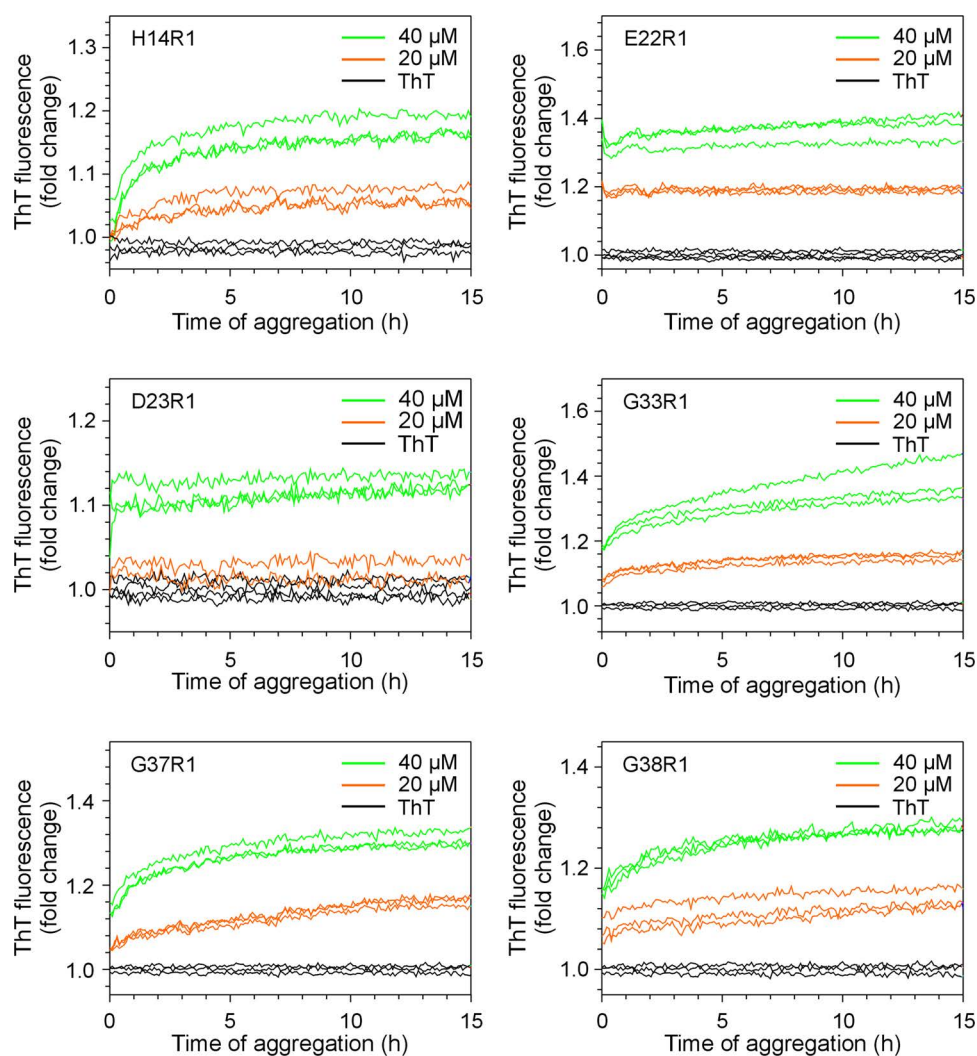 H14R1
40 µM
20 µM
ThT
1.3
1.2
1.1
1.0
ThT fluorescence
(fold change)
0
5
10
15
Time of aggregation (h)
E22R1
40 µM
20 µM
ThT
1.6
1.4
1.2
1.0
ThT fluorescence
(fold change)
0
5
10
15
Time of aggregation (h)
D23R1
40 µM
20 µM
ThT
1.2
1.1
1.0
ThT fluorescence
(fold change)
0
5
10
15
Time of aggregation (h)
G33R1
40 µM
20 µM
ThT
1.6
1.4
1.2
1.0
ThT fluorescence
(fold change)
0
5
10
15
Time of aggregation (h)
G37R1
40 µM
20 µM
ThT
1.4
1.2
1.0
ThT fluorescence
(fold change)
0
5
10
15
Time of aggregation (h)
G38R1
40 µM
20 µM
ThT
1.4
1.2
1.0
ThT fluorescence
(fold change)
0
5
10
15
Time of aggregation (h)